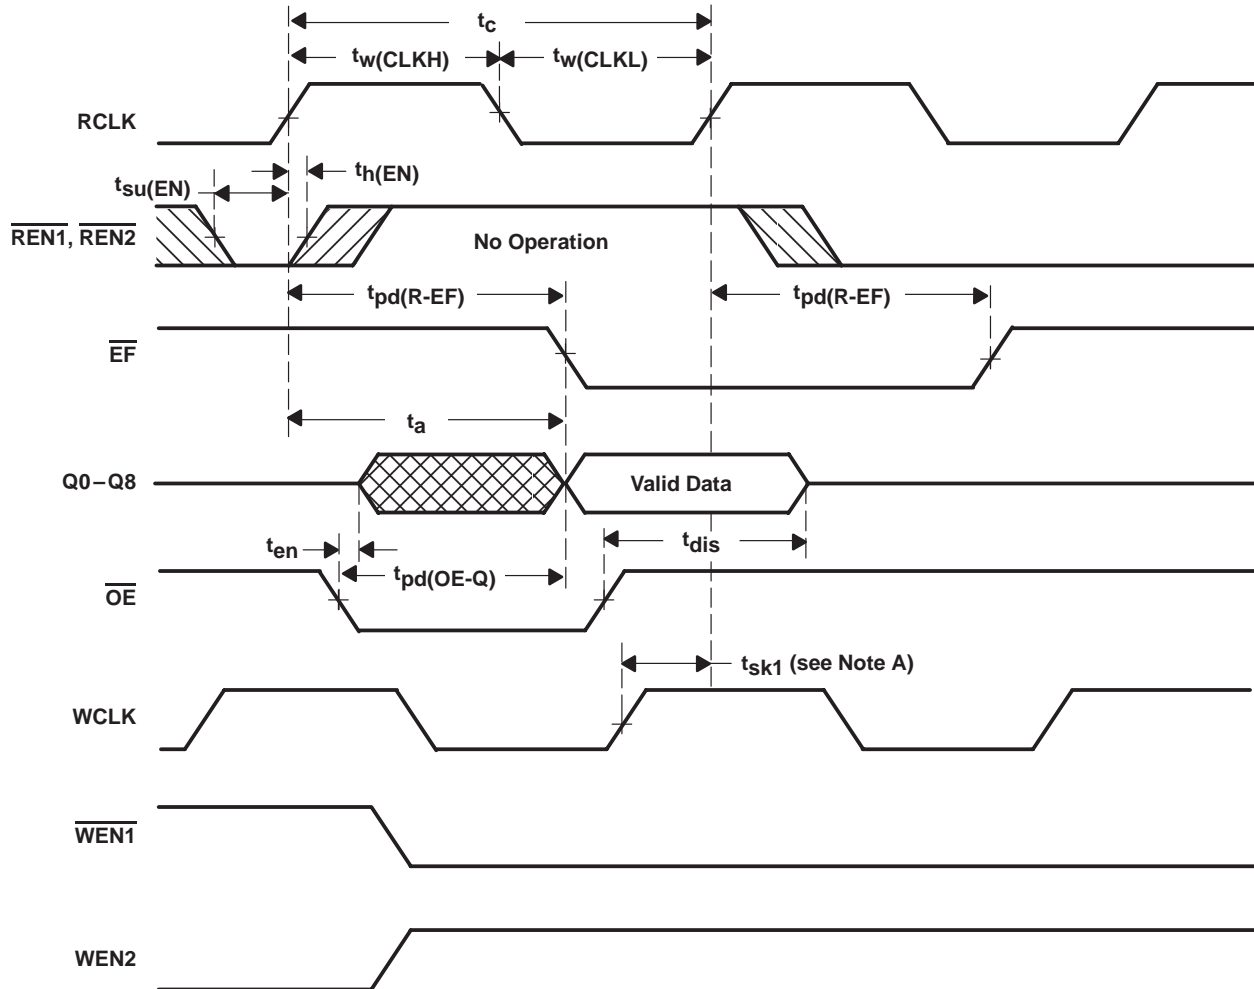 tc
tw(CLKH)
tw(CLKL)
RCLK
tsu(EN)
th(EN)
REN1, REN2
No Operation
tpd(R-EF)
tpd(R-EF)
EF
ta
Q0–Q8
Valid Data
ten
tdis
tpd(OE-Q)
OE
tsk1 (see Note A)
WCLK
WEN1
WEN2